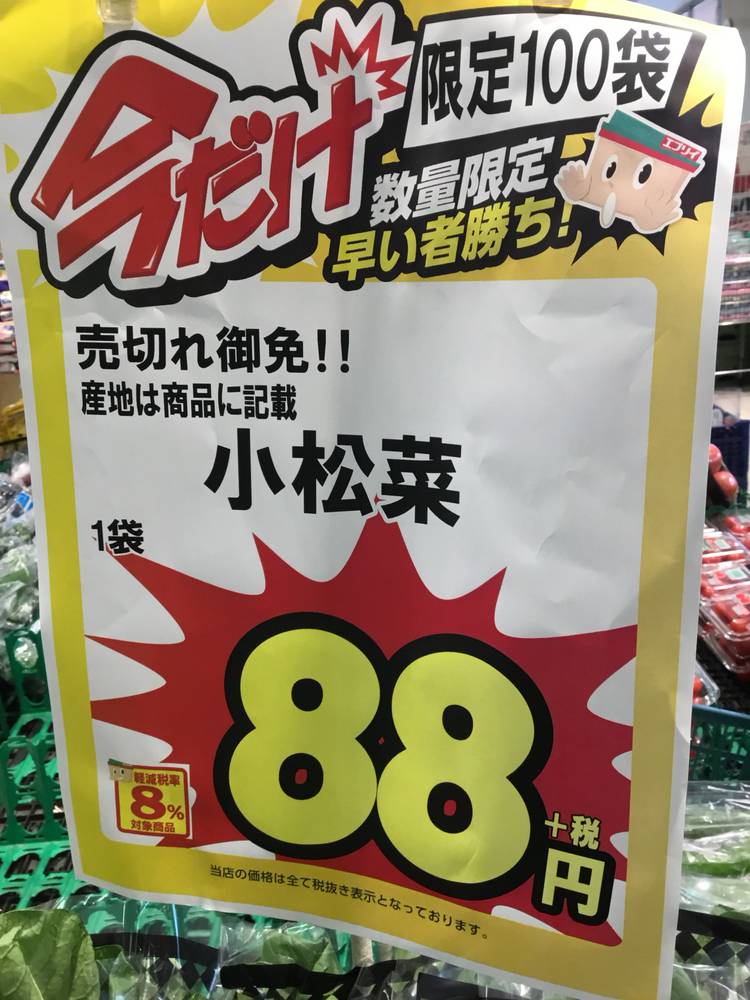 今だけ
限定100袋
エブリイ
数量限定
早い者勝ち!
売切れ御免!!
産地は商品に記載
小松菜
1袋
88
+税
円
軽減税率
8%
対象商品
当店の価格は全て税抜き表示となっております。